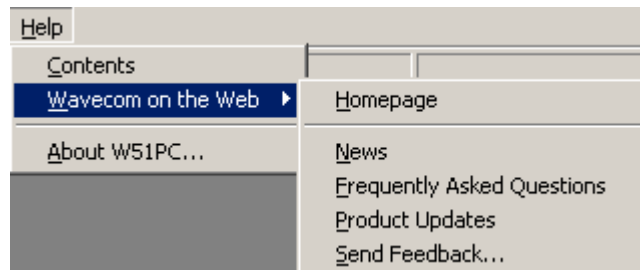 Help
Contents
Wavecom on the Web
Homepage
About W51PC...
News
Frequently Asked Questions
Product Updates
Send Feedback...